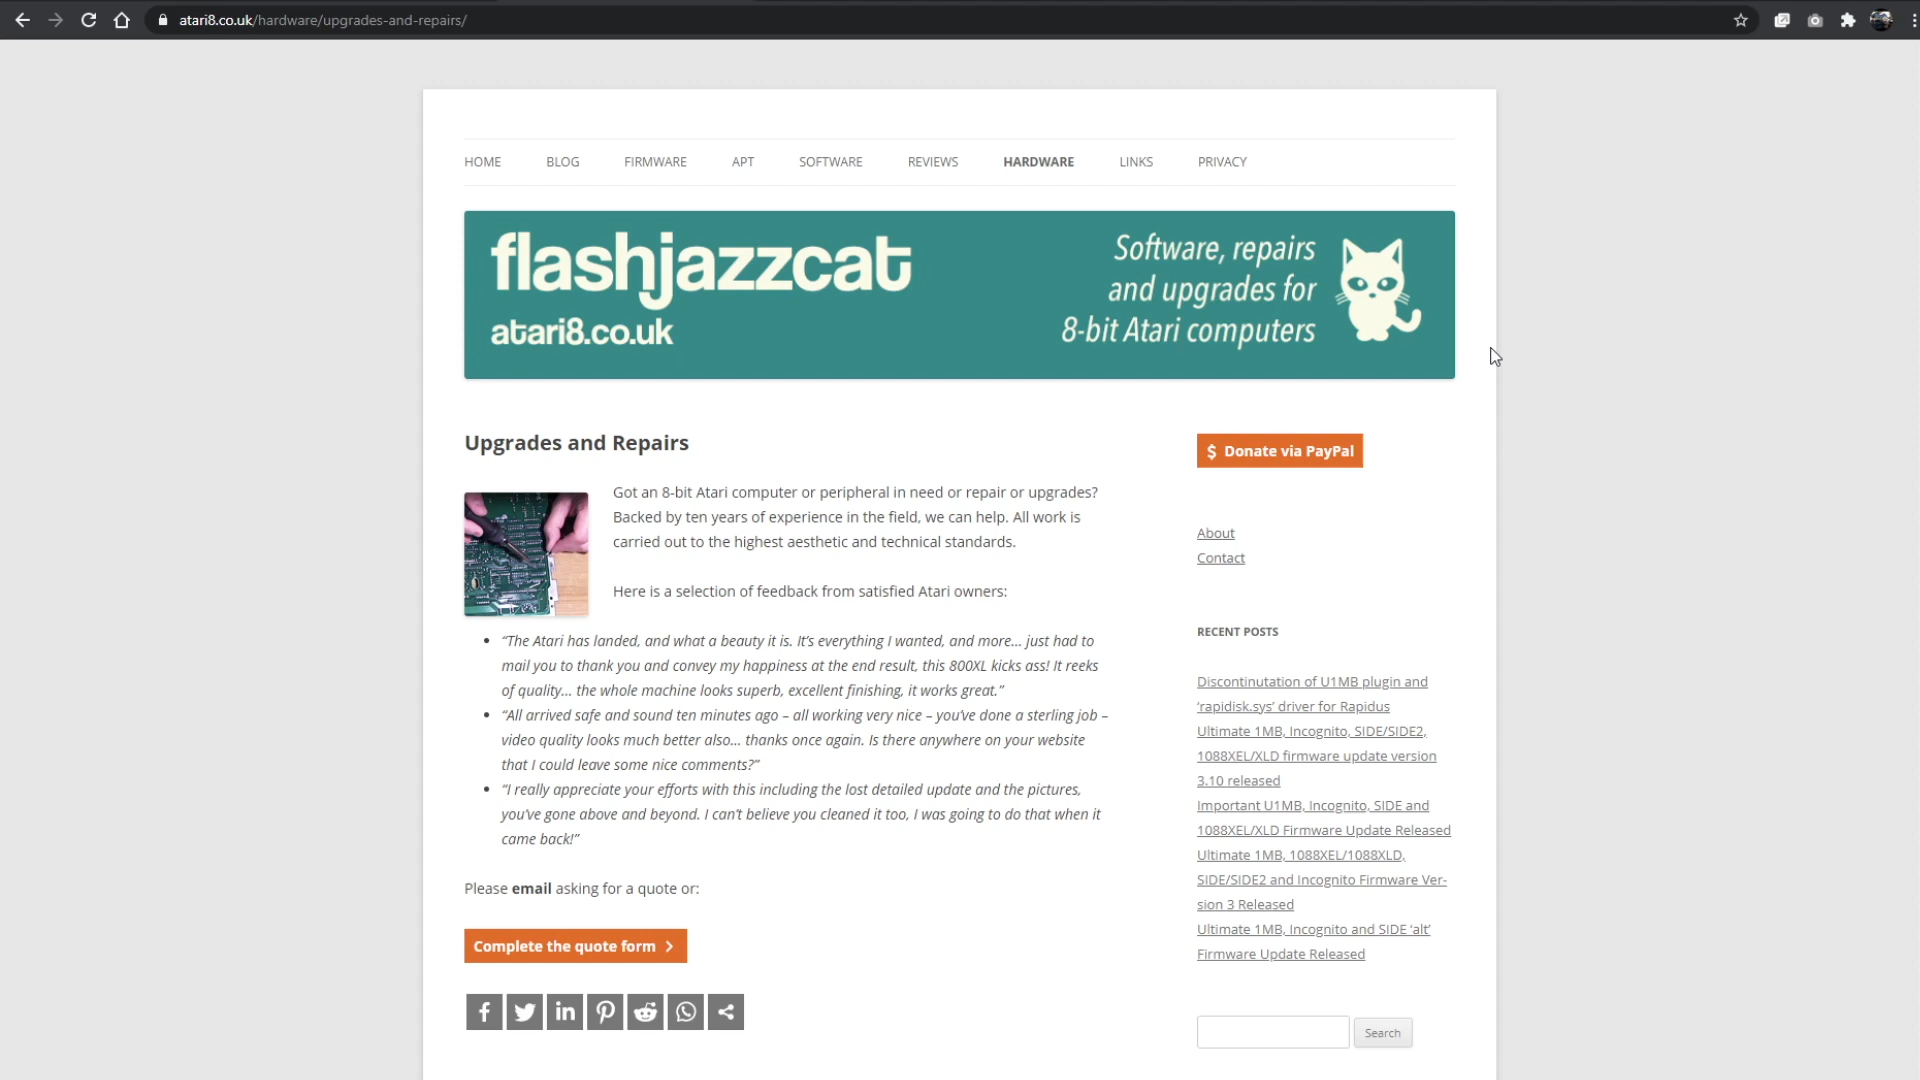 atari8.co.uk/hardware/upgrades-and-repairs/
HOME BLOG FIRMWARE APT SOFTWARE REVIEWS HARDWARE LINKS PRIVACY
flashjazzcat
atari8.co.uk
Software, repairs
and upgrades for
8-bit Atari computers
Upgrades and Repairs
Got an 8-bit Atari computer or peripheral in need or repair or upgrades?
Backed by ten years of experience in the field, we can help. All work is
carried out to the highest aesthetic and technical standards.
Here is a selection of feedback from satisfied Atari owners:
• “The Atari has landed, and what a beauty it is. It’s everything I wanted, and more… just had to
mail you to thank you and convey my happiness at the end result, this 800XL kicks ass! It reeks
of quality… the whole machine looks superb, excellent finishing, it works great.”
• “All arrived safe and sound ten minutes ago – all working very nice – you’ve done a sterling job –
video quality looks much better also… thanks once again. Is there anywhere on your website
that I could leave some nice comments?”
• “I really appreciate your efforts with this including the lost detailed update and the pictures,
you’ve gone above and beyond. I can’t believe you cleaned it too, I was going to do that when it
came back!”
Please email asking for a quote or:
Complete the quote form
$ Donate via PayPal
About
Contact
RECENT POSTS
Discontinutation of U1MB plugin and
‘rapidisk.sys’ driver for Rapidus
Ultimate 1MB, Incognito, SIDE/SIDE2,
1088XEL/XLD firmware update version
3.10 released
Important U1MB, Incognito, SIDE and
1088XEL/XLD Firmware Update Released
Ultimate 1MB, 1088XEL/1088XLD,
SIDE/SIDE2 and Incognito Firmware Ver-
sion 3 Released
Ultimate 1MB, Incognito and SIDE ‘alt’
Firmware Update Released
Search